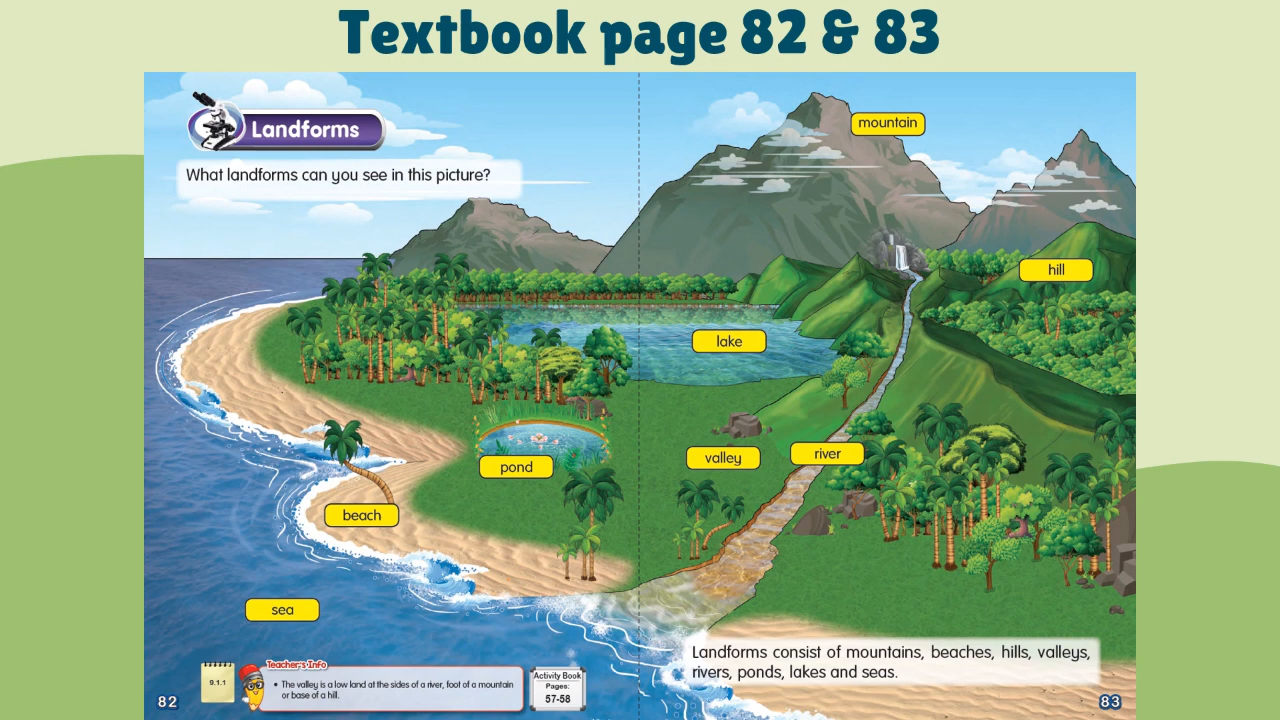 Textbook page 82 & 83
Landforms
What landforms can you see in this picture?
mountain
hill
lake
valley
river
pond
beach
sea
Landforms consist of mountains, beaches, hills, valleys,
rivers, ponds, lakes and seas.
9.1.1
Teacher's Info
• The valley is a low land at the sides of a river, foot of a mountain
or base of a hill.
Activity Book
Pages:
57-58
82
83